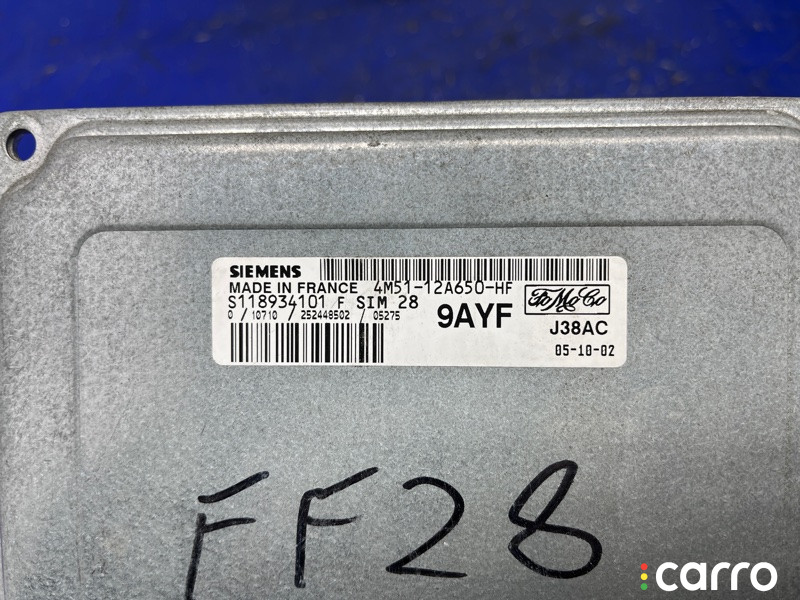 SIEMENS
MADE IN FRANCE 4M51-12A650-HF
S118934101 F SIM 28
0 / 10710 / 252448502 / 05275
9AYF
FoMoCo
J38AC
05-10-02
FF28
carro